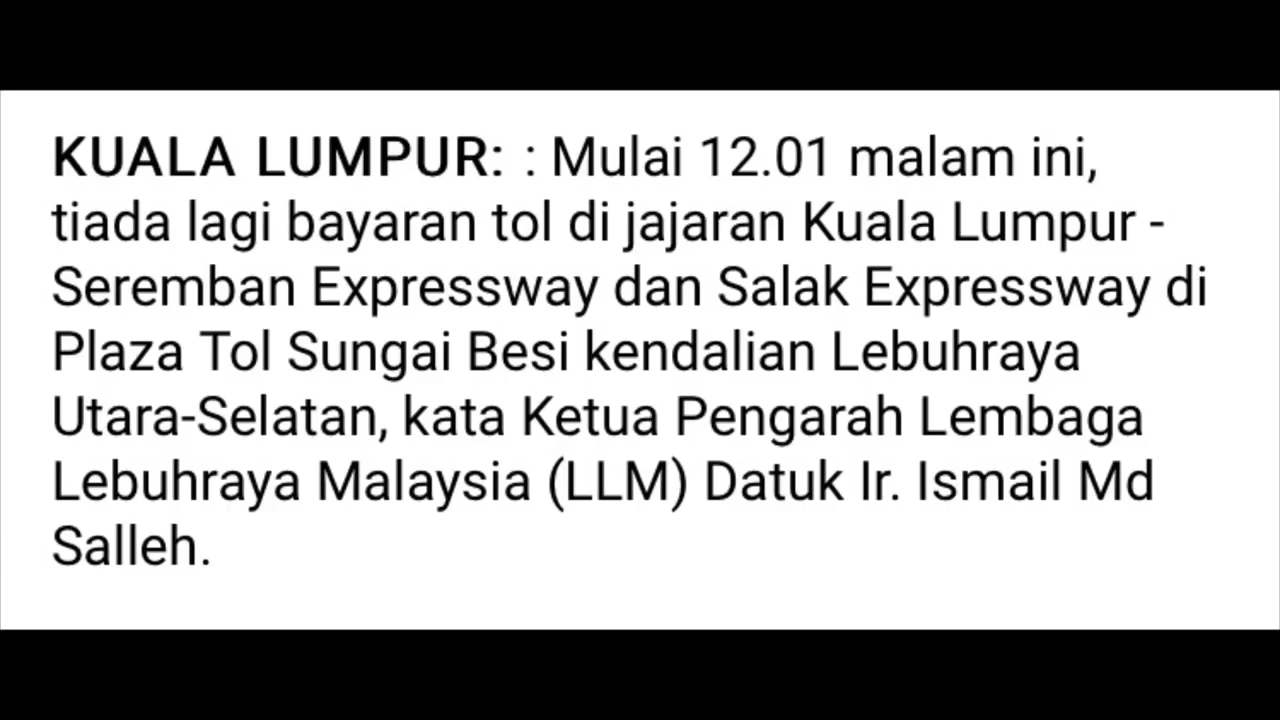 KUALA LUMPUR: : Mulai 12.01 malam ini,
tiada lagi bayaran tol di jajaran Kuala Lumpur -
Seremban Expressway dan Salak Expressway di
Plaza Tol Sungai Besi kendalian Lebuhraya
Utara-Selatan, kata Ketua Pengarah Lembaga
Lebuhraya Malaysia (LLM) Datuk Ir. Ismail Md
Salleh.